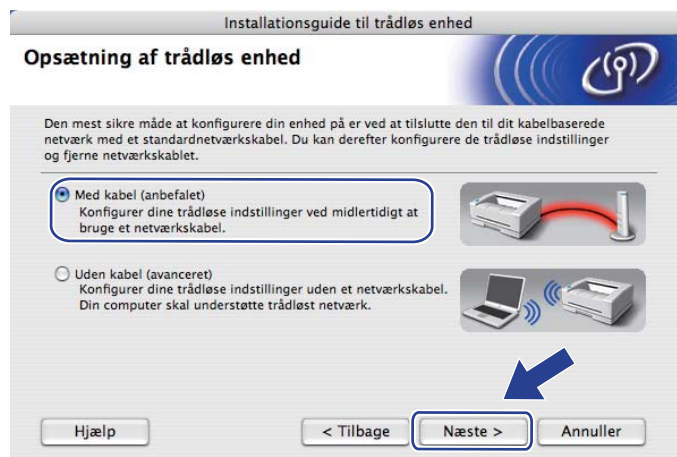 Installationsguide til trådløs enhed
Opsætning af trådløs enhed
Den mest sikre måde at konfigurere din enhed på er ved at tilslutte den til dit kabelbaserede
netværk med et standardnetværkskabel. Du kan derefter konfigurere de trådløse indstillinger
og fjerne netværkskablet.
Med kabel (anbefalet)
Konfigurer dine trådløse indstillinger ved midlertidigt at
bruge et netværkskabel.
Uden kabel (avanceret)
Konfigurer dine trådløse indstillinger uden et netværkskabel.
Din computer skal understøtte trådløst netværk.
Hjælp
< Tilbage
Næste >
Annuller